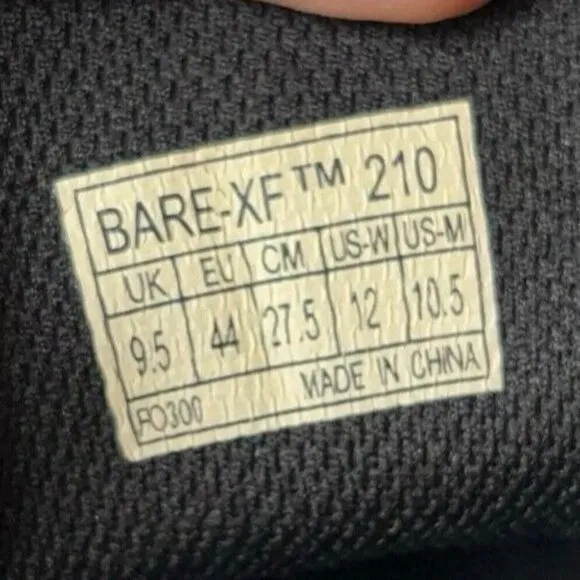 BARE-XF™ 210
UK EU CM US-W US-M
9.5 44 27.5 12 10.5
FO300 MADE IN CHINA